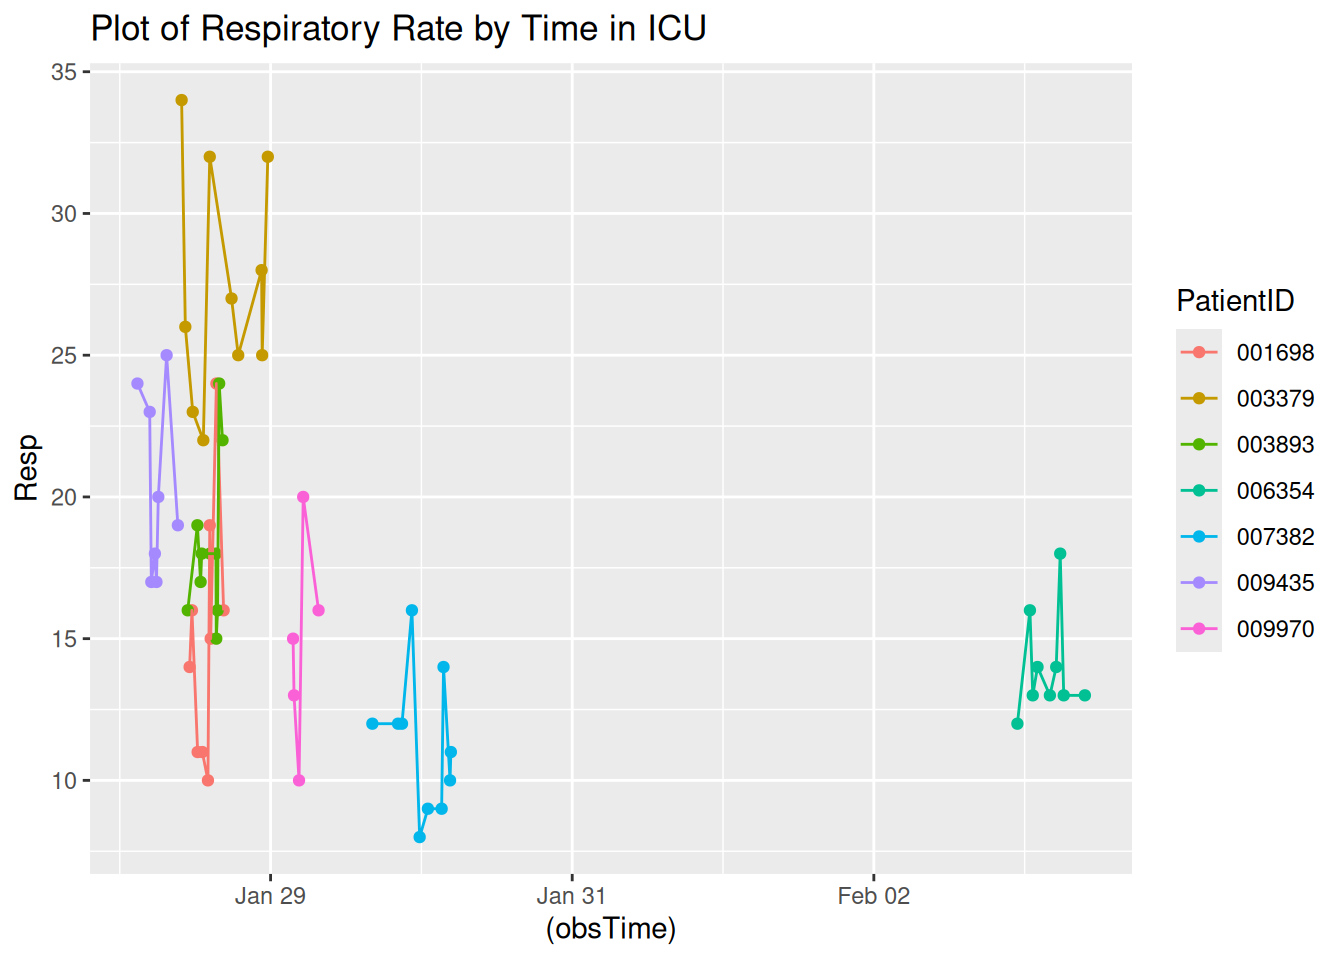 Plot of Respiratory Rate by Time in ICU
35
30
25
20
15
10
Resp
Jan 29
Jan 31
Feb 02
(obsTime)
PatientID
001698
003379
003893
006354
007382
009435
009970